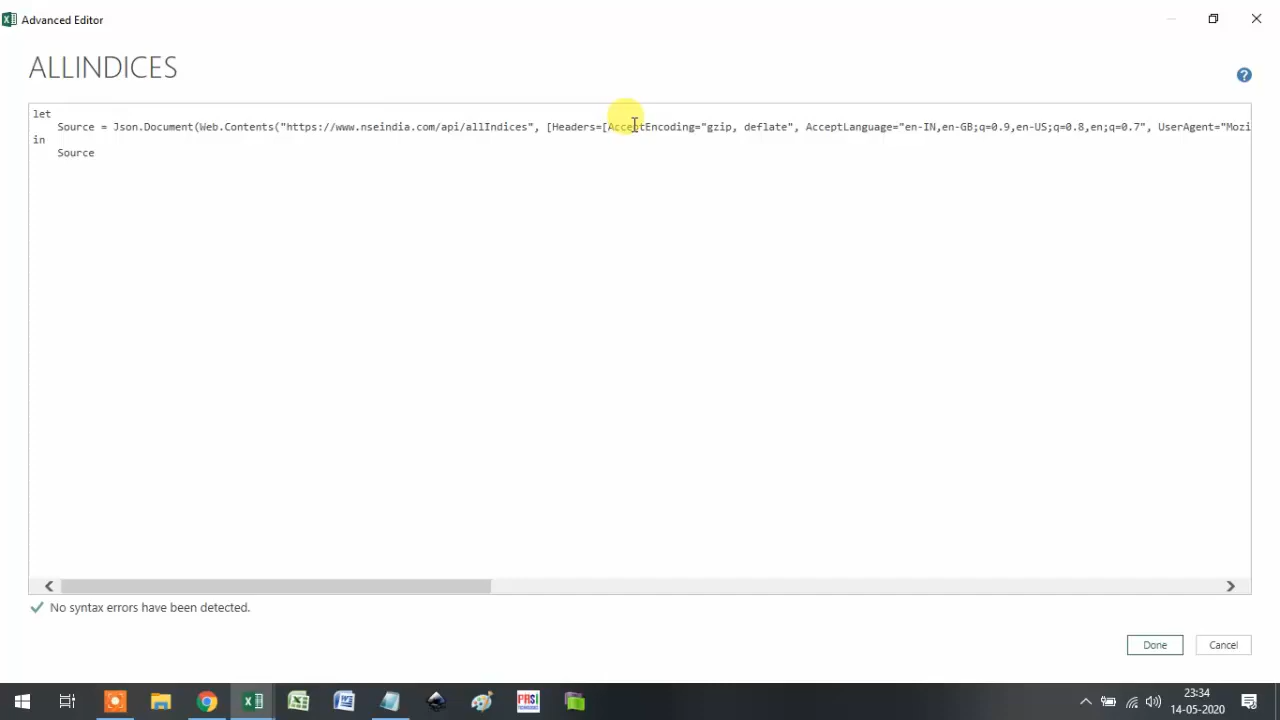 Advanced Editor
ALLINDICES
let
Source = Json.Document(Web.Contents("https://www.nseindia.com/api/allIndices", [Headers=[AcceptEncoding="gzip, deflate", AcceptLanguage="en-IN,en-GB;q=0.9,en-US;q=0.8,en;q=0.7", UserAgent="Mozi
in
Source
No syntax errors have been detected.
Done Cancel
PRSI
23:34
14-05-2020